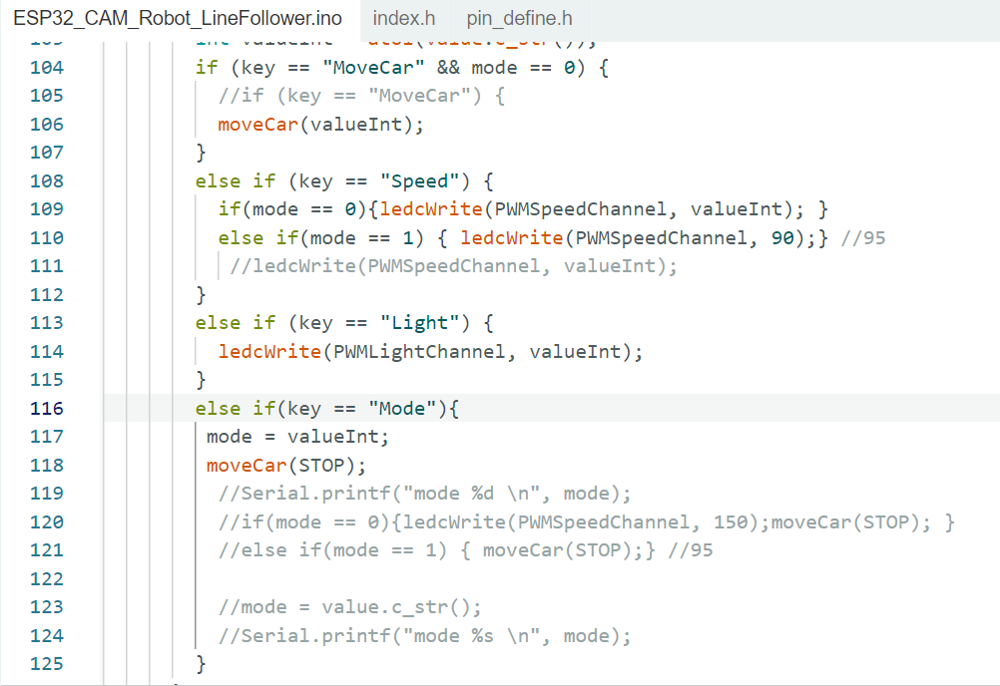 ESP32_CAM_Robot_LineFollower.ino index.h pin_define.h
103 int valueInt = atoi(value.c_str());
104 if (key == "MoveCar" && mode == 0) {
105 //if (key == "MoveCar") {
106 moveCar(valueInt);
107 }
108 else if (key == "Speed") {
109 if(mode == 0){ledcWrite(PWMSpeedChannel, valueInt); }
110 else if(mode == 1) { ledcWrite(PWMSpeedChannel, 90);} //95
111 //ledcWrite(PWMSpeedChannel, valueInt);
112 }
113 else if (key == "Light") {
114 ledcWrite(PWMLightChannel, valueInt);
115 }
116 else if(key == "Mode"){
117 mode = valueInt;
118 moveCar(STOP);
119 //Serial.printf("mode %d \n", mode);
120 //if(mode == 0){ledcWrite(PWMSpeedChannel, 150);moveCar(STOP); }
121 //else if(mode == 1) { moveCar(STOP);} //95
122
123 //mode = value.c_str();
124 //Serial.printf("mode %s \n", mode);
125 }